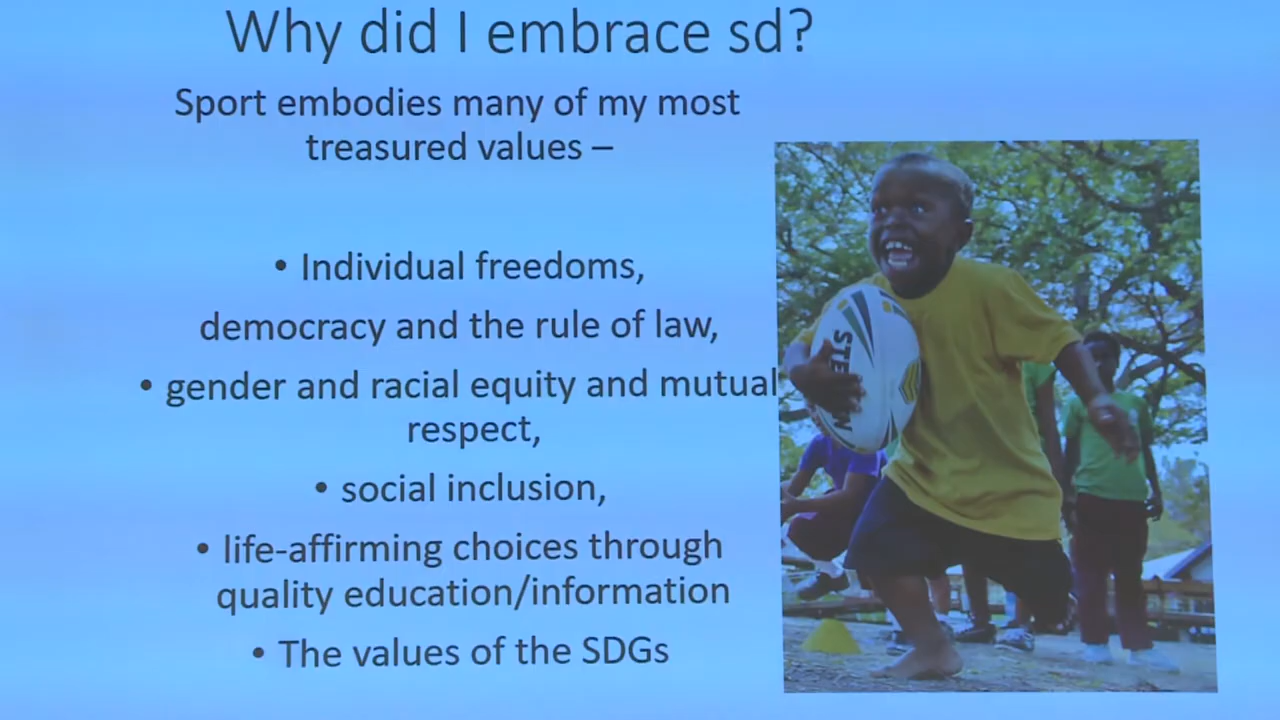 Why did I embrace sd?
Sport embodies many of my most
treasured values –
• Individual freedoms,
democracy and the rule of law,
• gender and racial equity and mutual
respect,
• social inclusion,
• life-affirming choices through
quality education/information
• The values of the SDGs